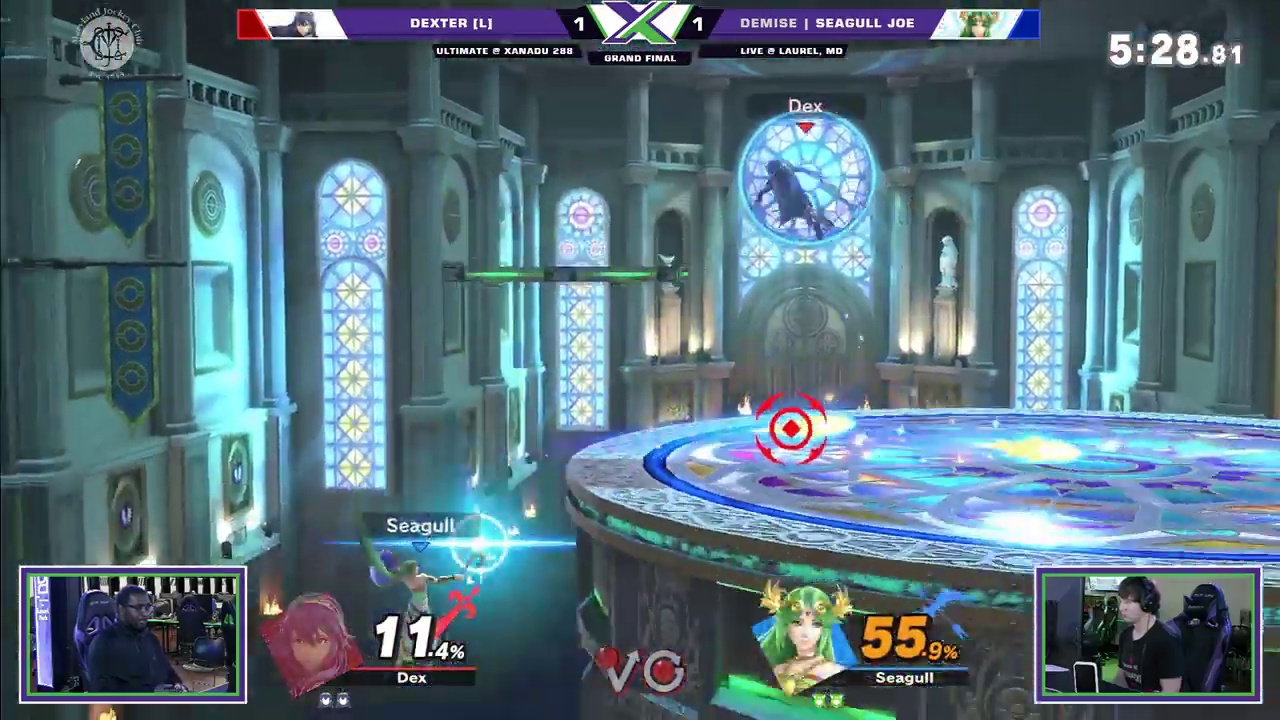 DEXTER [L]
1
1
DEMISE | SEAGULL JOE
ULTIMATE @ XANADU 288
GRAND FINAL
LIVE @ LAUREL, MD
5:28.81
Dex
Seagull
11.4%
Dex
55.9%
Seagull